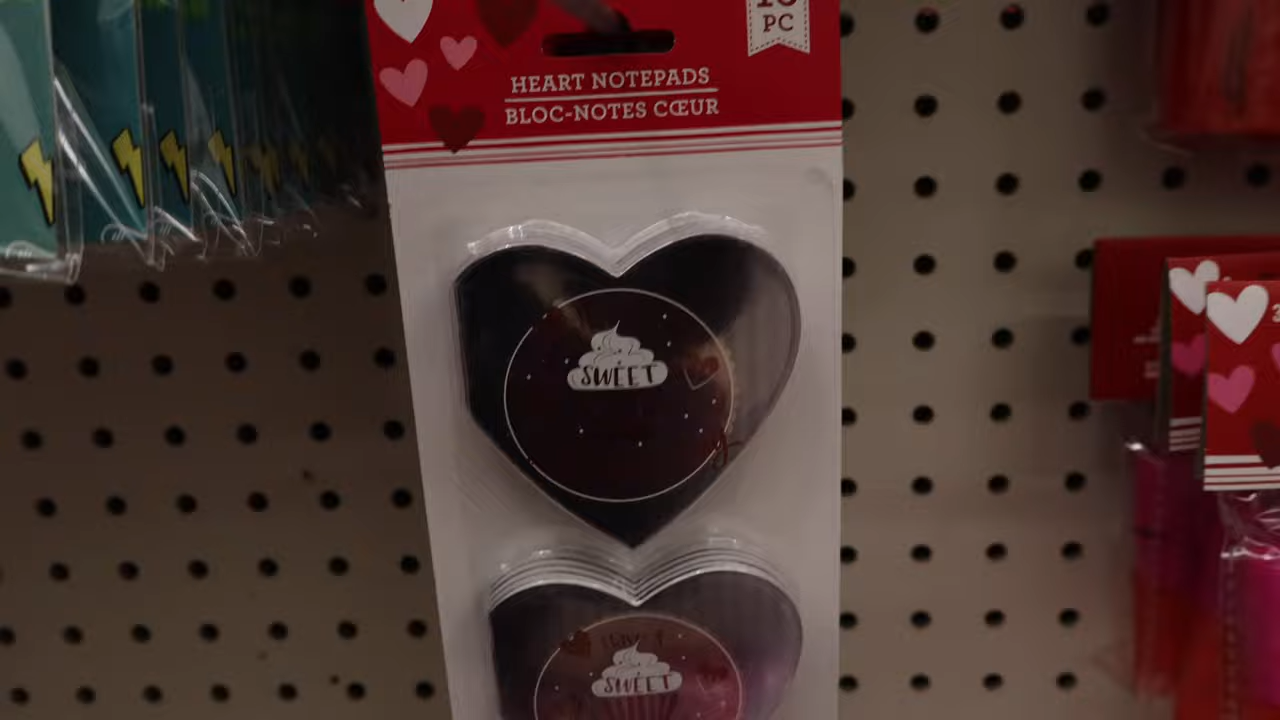 PC
HEART NOTEPADS
BLOC-NOTES CŒUR
SWEET
SWEET